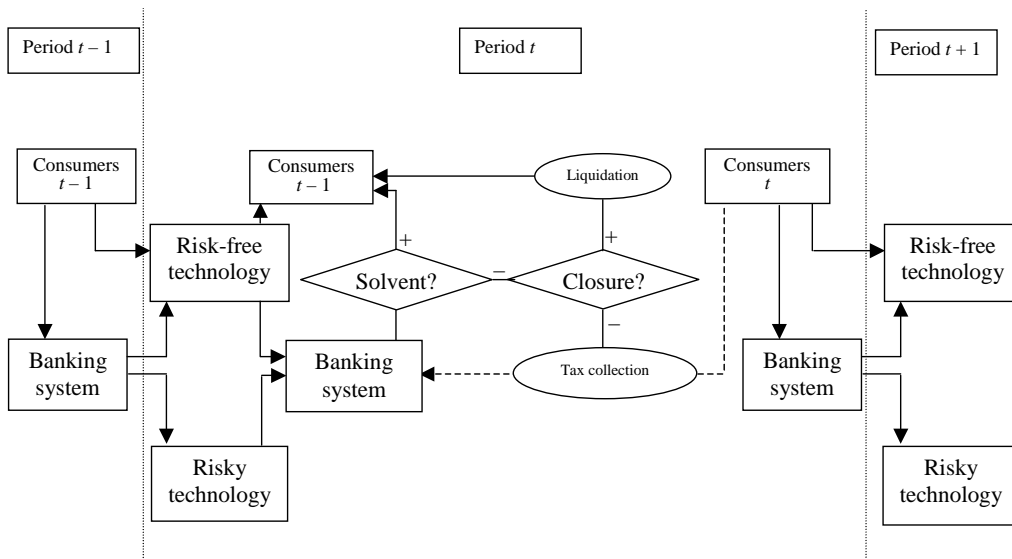 Period t – 1
Period t
Period t + 1
Consumers
t – 1
Consumers
t – 1
Liquidation
Consumers
t
Risk-free
technology
+
+
Risk-free
technology
Solvent?
–
Closure?
–
Banking
system
Banking
system
Tax collection
Banking
system
Risky
technology
Risky
technology